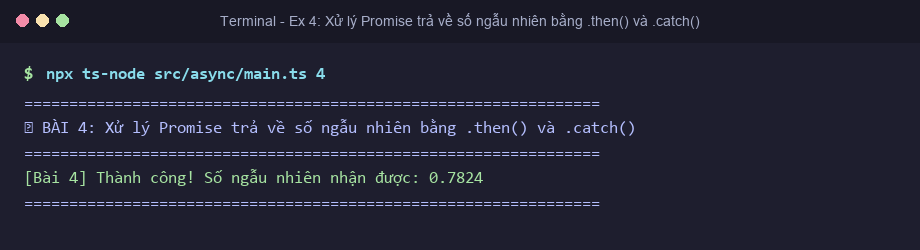 Terminal - Ex 4: Xử lý Promise trả về số ngẫu nhiên bằng .then() và .catch()
$ npx ts-node src/async/main.ts 4
================================================================
BÀI 4: Xử lý Promise trả về số ngẫu nhiên bằng .then() và .catch()
================================================================
[Bài 4] Thành công! Số ngẫu nhiên nhận được: 0.7824
================================================================